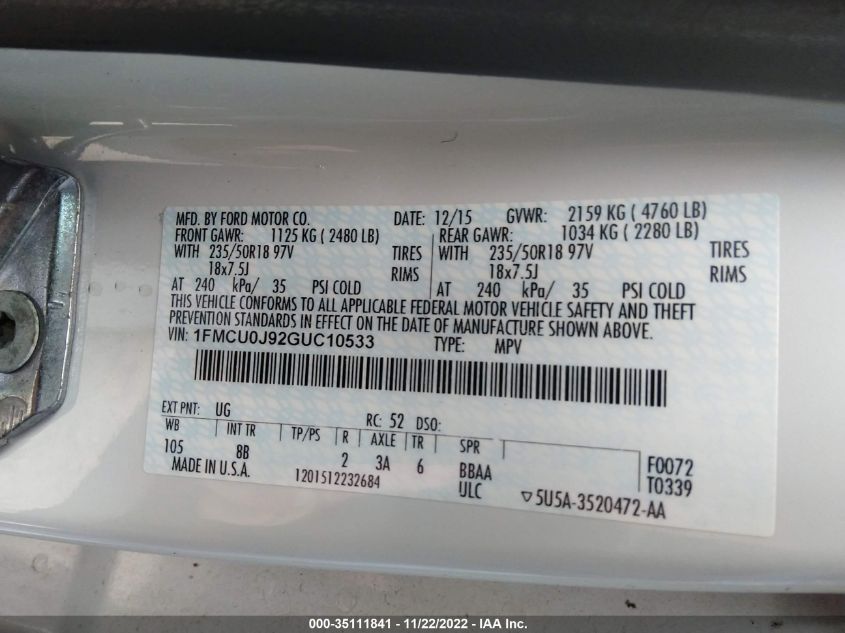 MFD. BY FORD MOTOR CO. DATE: 12/15 GVWR: 2159 KG ( 4760 LB)
FRONT GAWR: 1125 KG ( 2480 LB) REAR GAWR: 1034 KG ( 2280 LB)
WITH 235/50R18 97V TIRES WITH 235/50R18 97V TIRES
18x7.5J RIMS 18x7.5J RIMS
AT 240 kPa/ 35 PSI COLD AT 240 kPa/ 35 PSI COLD
THIS VEHICLE CONFORMS TO ALL APPLICABLE FEDERAL MOTOR VEHICLE SAFETY AND THEFT
PREVENTION STANDARDS IN EFFECT ON THE DATE OF MANUFACTURE SHOWN ABOVE.
VIN: 1FMCU0J92GUC10533 TYPE: MPV
EXT PNT: UG RC: 52 DSO:
WB INT TR TP/PS R AXLE TR SPR
105 8B 2 3A 6 BBAA F0072
MADE IN U.S.A. 1201512232684 ULC T0339
▽5U5A-3520472-AA
000-35111841 - 11/22/2022 - IAA Inc.